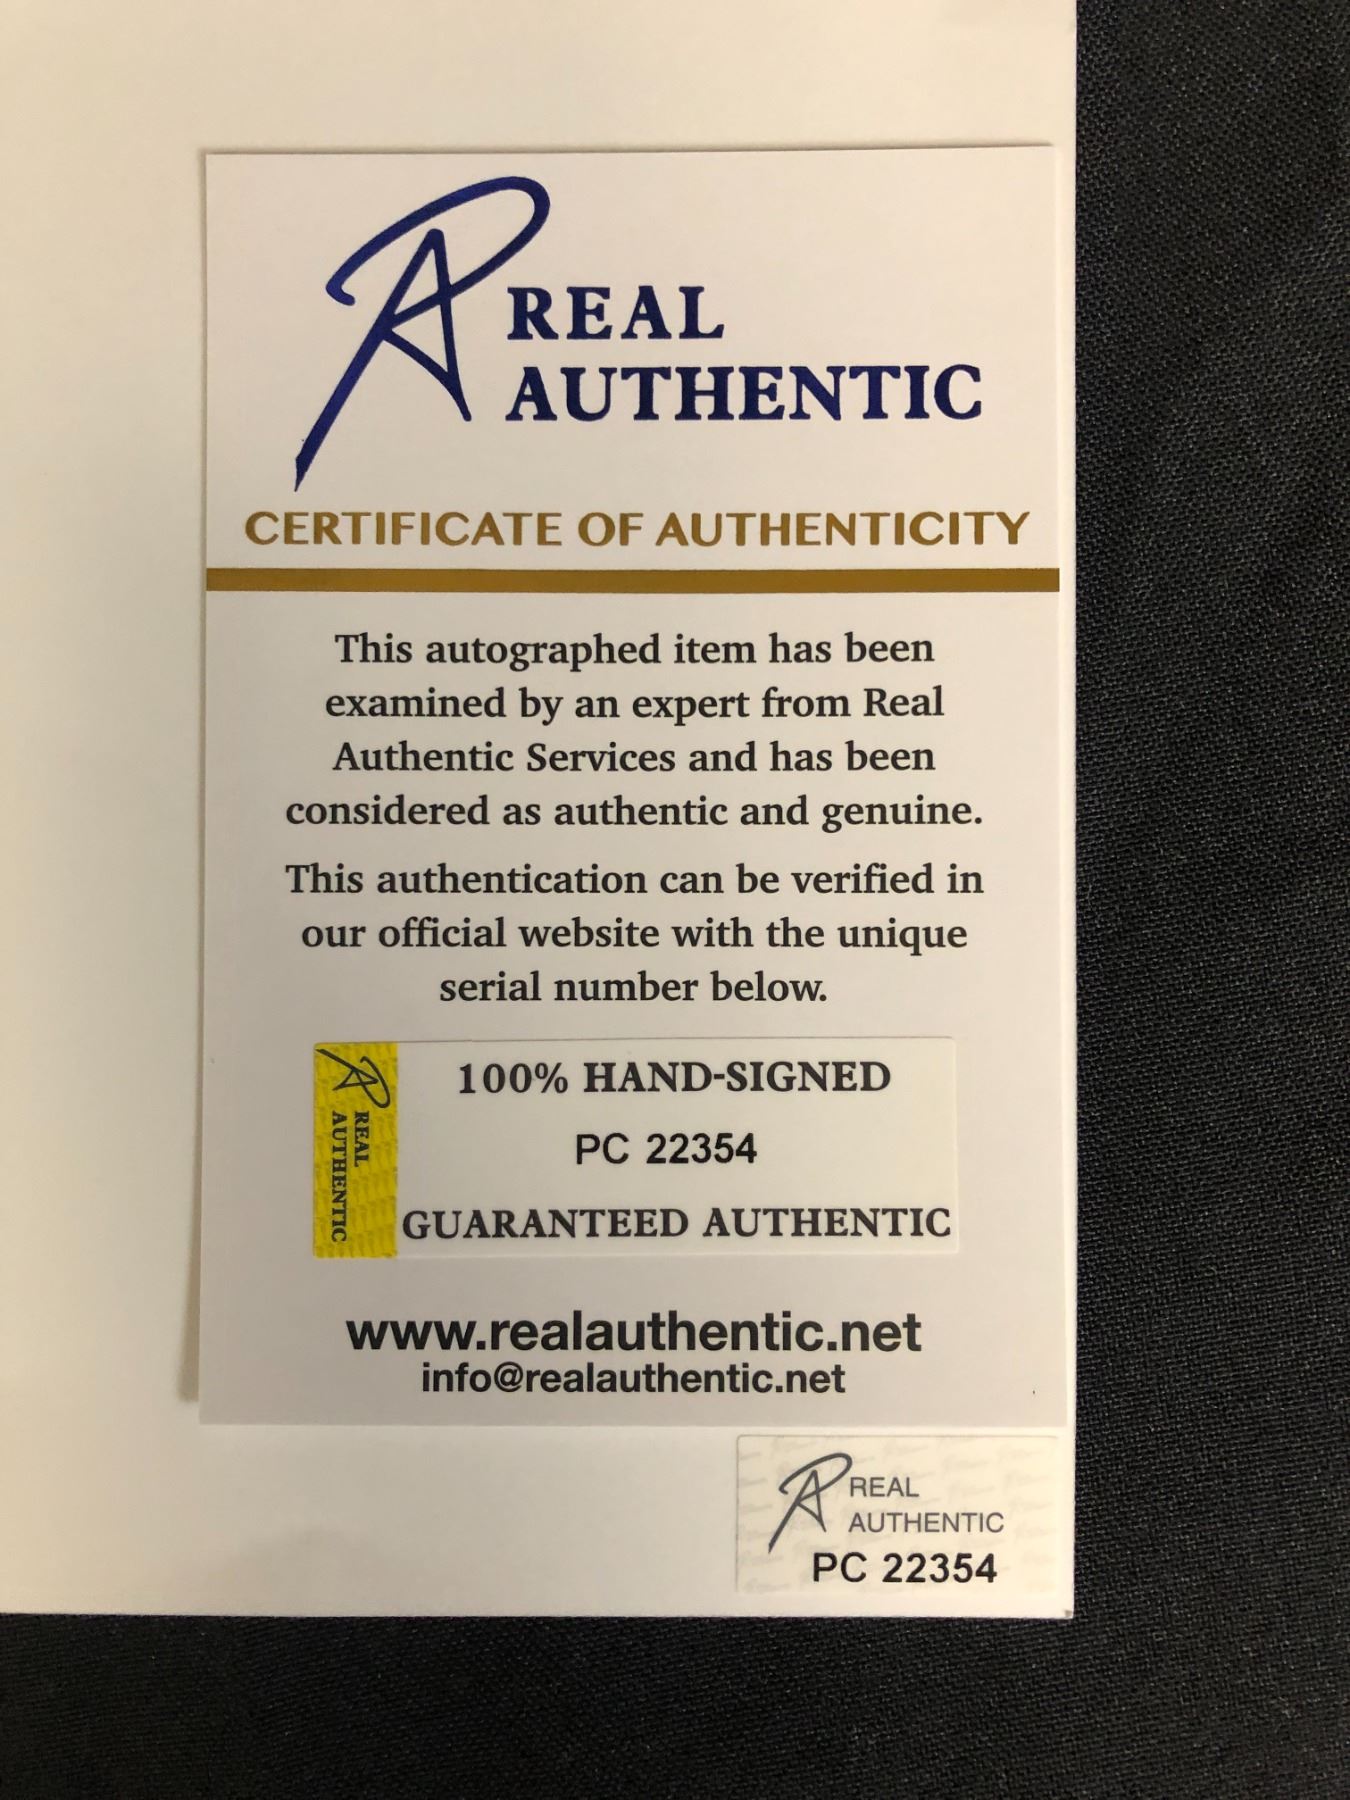 REAL
AUTHENTIC
CERTIFICATE OF AUTHENTICITY
This autographed item has been
examined by an expert from Real
Authentic Services and has been
considered as authentic and genuine.
This authentication can be verified in
our official website with the unique
serial number below.
REAL
AUTHENTIC
100% HAND-SIGNED
PC 22354
GUARANTEED AUTHENTIC
www.realauthentic.net
info@realauthentic.net
REAL
AUTHENTIC
PC 22354